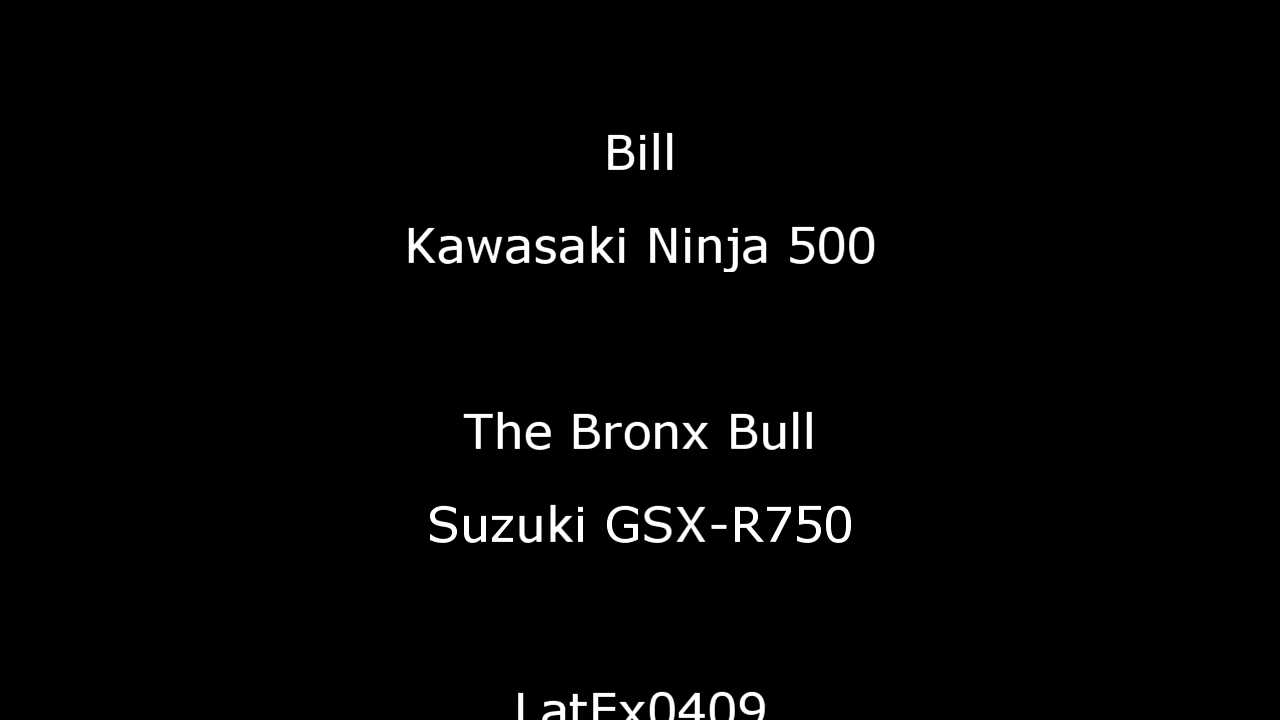 Bill
Kawasaki Ninja 500
The Bronx Bull
Suzuki GSX-R750
LatEx0409